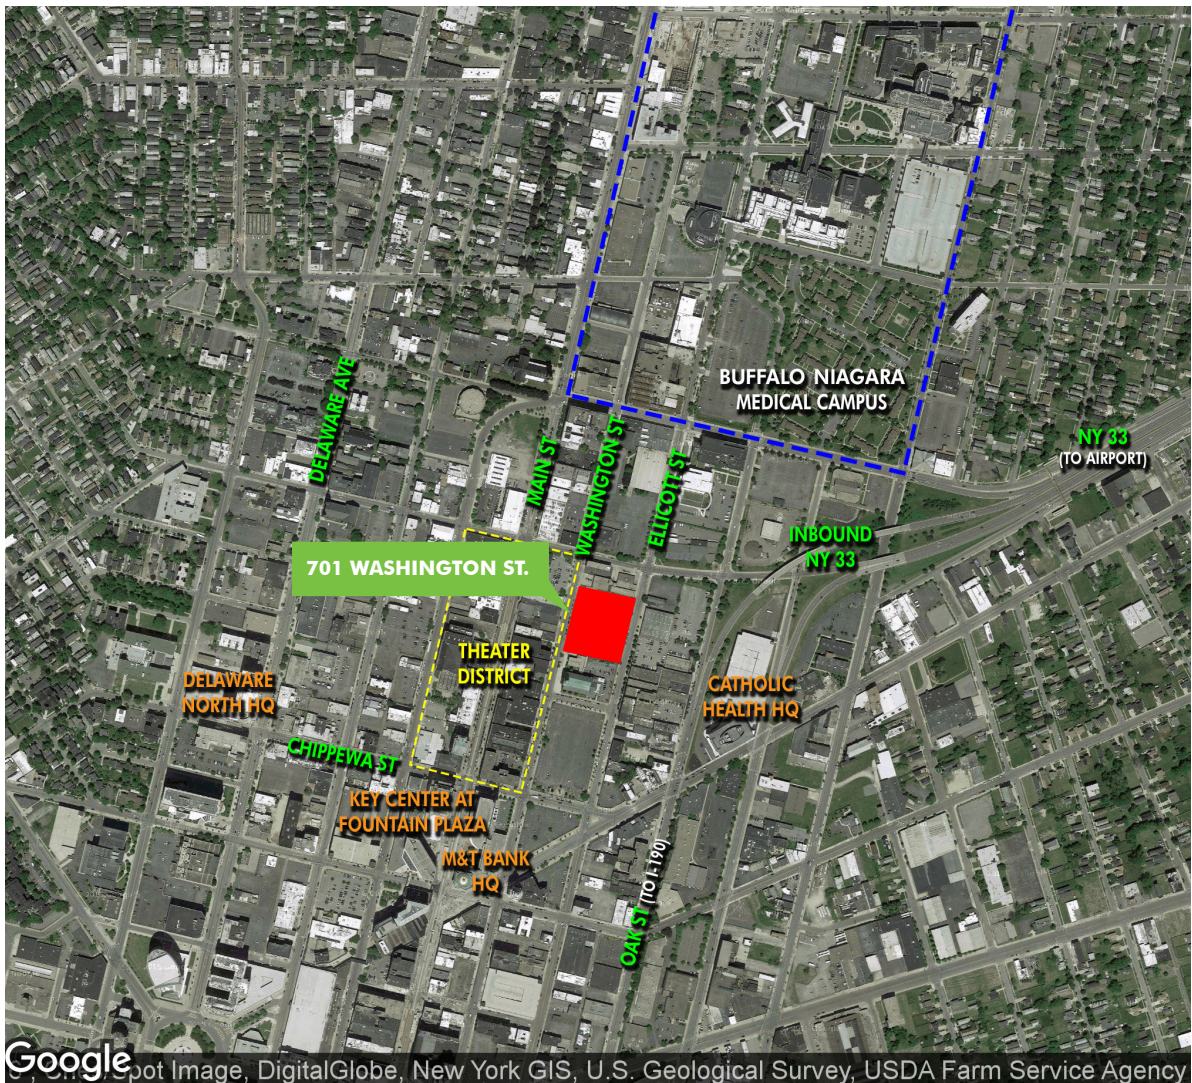 BUFFALO NIAGARA
MEDICAL CAMPUS
DELAWARE AVE
MAIN ST
WASHINGTON ST
ELLICOTT ST
NY 33
(TO AIRPORT)
INBOUND
NY 33
701 WASHINGTON ST.
THEATER
DISTRICT
DELAWARE
NORTH HQ
CATHOLIC
HEALTH HQ
CHIPPEWA ST
KEY CENTER AT
FOUNTAIN PLAZA
M&T BANK
HQ
OAK ST (TO I-190)
Google
Spot Image, DigitalGlobe, New York GIS, U.S. Geological Survey, USDA Farm Service Agency